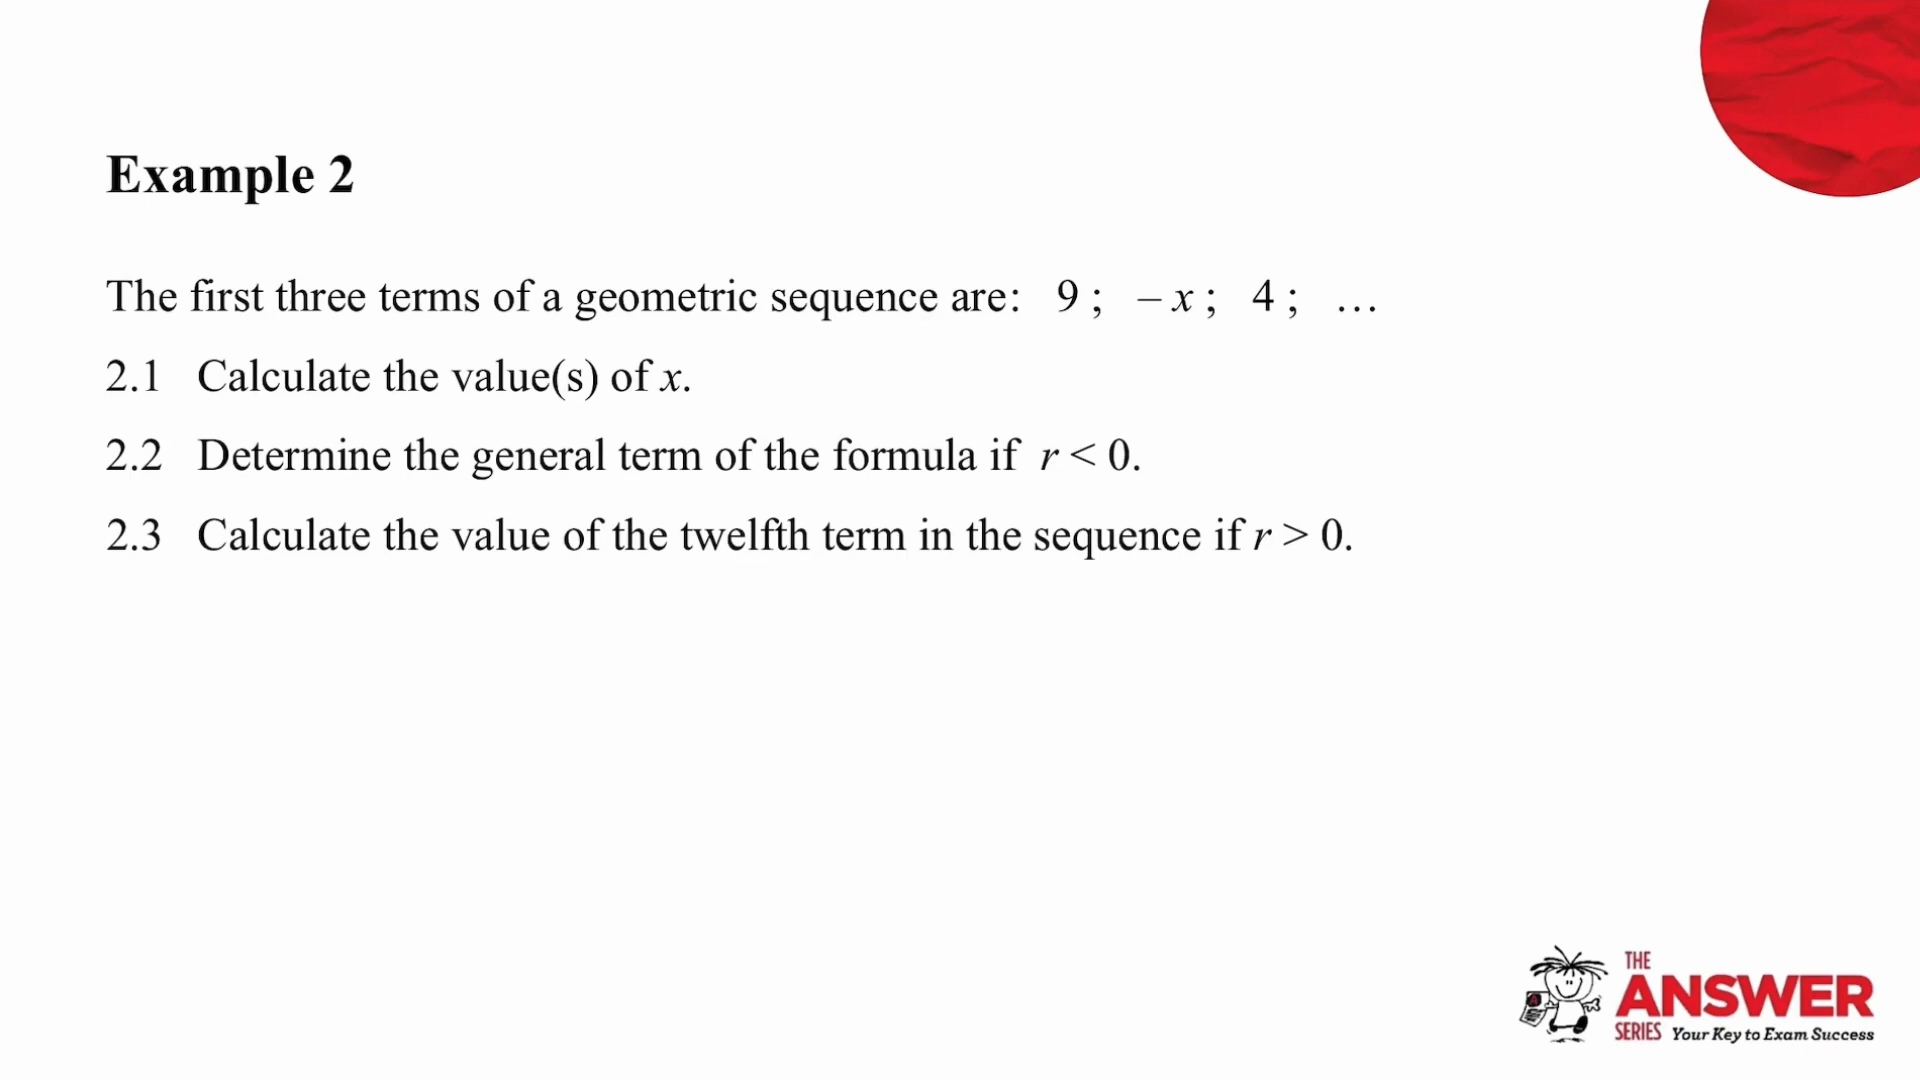 Example 2
The first three terms of a geometric sequence are: 9 ; – x ; 4 ; …
2.1 Calculate the value(s) of x.
2.2 Determine the general term of the formula if r < 0.
2.3 Calculate the value of the twelfth term in the sequence if r > 0.
THE
ANSWER
SERIES Your Key to Exam Success